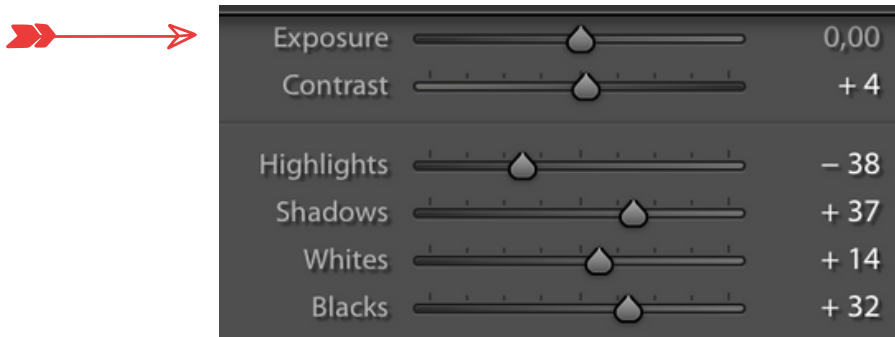 Exposure 0,00
Contrast + 4
Highlights – 38
Shadows + 37
Whites + 14
Blacks + 32